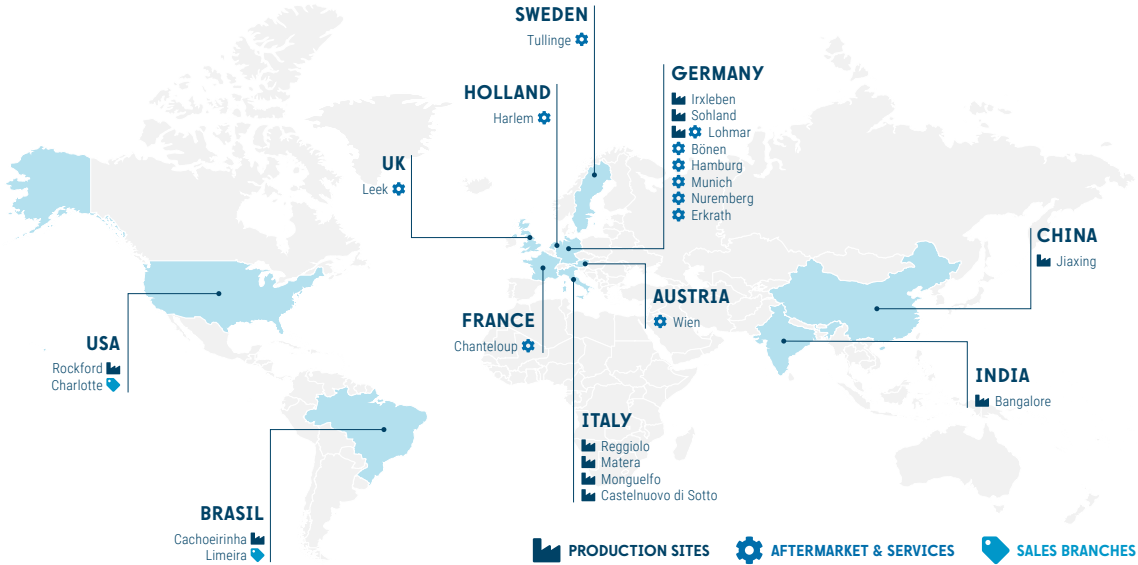 SWEDEN
Tullinge
HOLLAND
Harlem
GERMANY
Irxleben
Sohland
Lohmar
Bönen
Hamburg
Munich
Nuremberg
Erkrath
UK
Leek
CHINA
Jiaxing
AUSTRIA
Wien
FRANCE
Chanteloup
USA
Rockford
Charlotte
INDIA
Bangalore
ITALY
Reggiolo
Matera
Monguelfo
Castelnuovo di Sotto
BRASIL
Cachoeirinha
Limeira
PRODUCTION SITES
AFTERMARKET & SERVICES
SALES BRANCHES